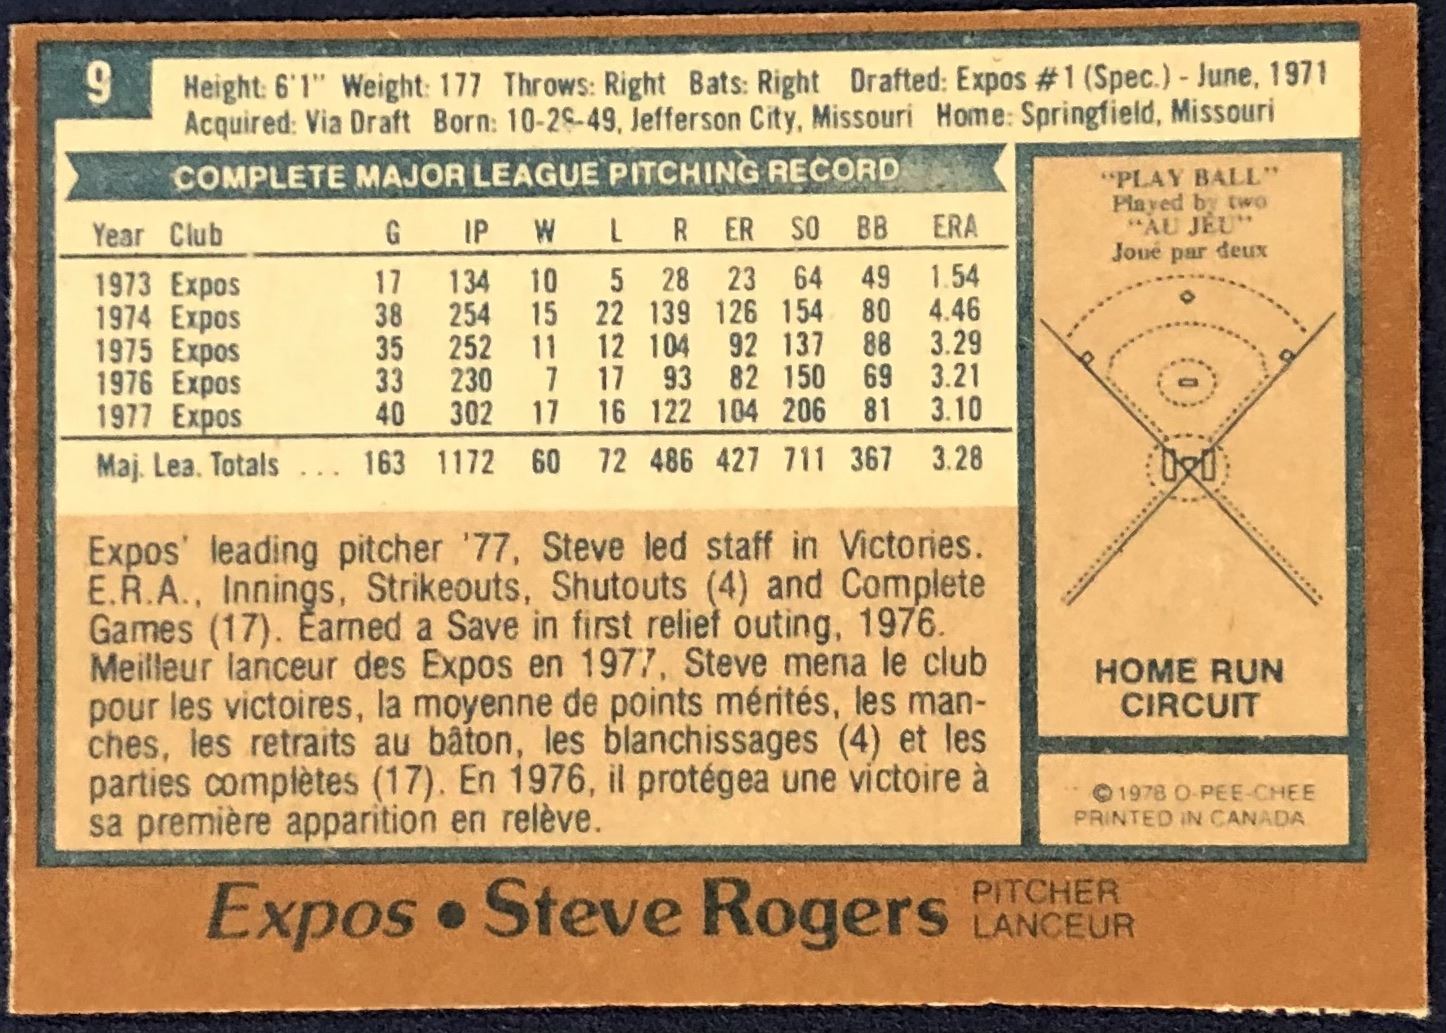 9
Height: 6'1" Weight: 177 Throws: Right Bats: Right Drafted: Expos #1 (Spec.) - June, 1971
Acquired: Via Draft Born: Jefferson City, Missouri Home: Springfield, Missouri
COMPLETE MAJOR LEAGUE PITCHING RECORD
Year Club G IP W L R ER SO BB ERA
1973 Expos 17 134 10 5 28 23 64 49 1.54
1974 Expos 38 254 15 22 139 126 154 80 4.46
1975 Expos 35 252 11 12 104 92 137 88 3.29
1976 Expos 33 230 7 17 93 82 150 69 3.21
1977 Expos 40 302 17 16 122 104 206 81 3.10
Maj. Lea. Totals ... 163 1172 60 72 486 427 711 367 3.28
Expos' leading pitcher '77, Steve led staff in Victories.
E.R.A., Innings, Strikeouts, Shutouts (4) and Complete
Games (17). Earned a Save in first relief outing, 1976.
Meilleur lanceur des Expos en 1977, Steve mena le club
pour les victoires, la moyenne de points mérités, les man-
ches, les retraits au bâton, les blanchissages (4) et les
parties complètes (17). En 1976, il protégea une victoire à
sa première apparition en relève.
"PLAY BALL"
Played by two
"AU JEU"
Joué par deux
HOME RUN
CIRCUIT
©1978 O-PEE-CHEE
PRINTED IN CANADA
Expos • Steve Rogers PITCHER
LANCEUR